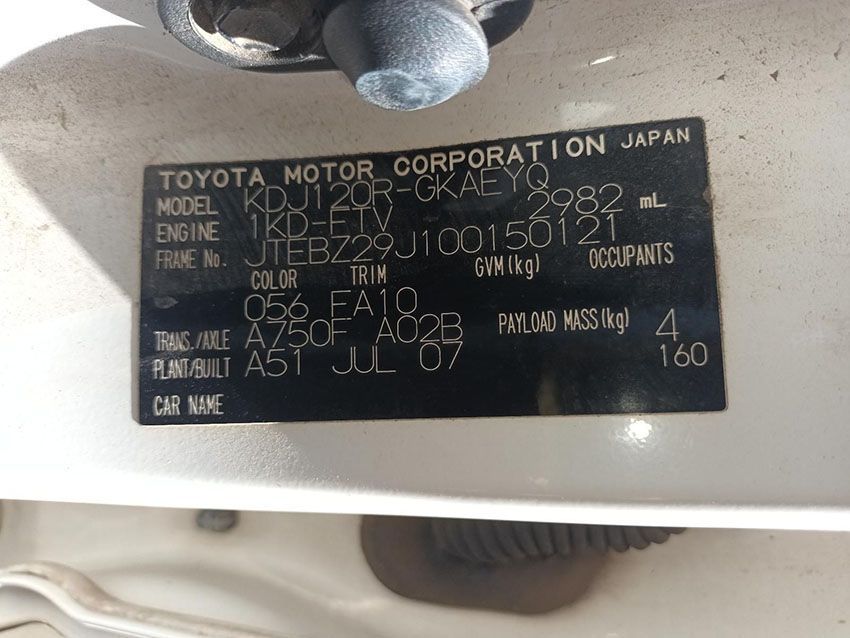 TOYOTA MOTOR CORPORATION JAPAN
MODEL KDJ120R-GKAEYQ
ENGINE 1KD-FTV 2982 mL
FRAME No. JTEBZ29J100150121
COLOR TRIM GVM(kg) OCCUPANTS
056 FA10
TRANS./AXLE A750F A02B PAYLOAD MASS(kg) 4
PLANT/BUILT A51 JUL 07 160
CAR NAME